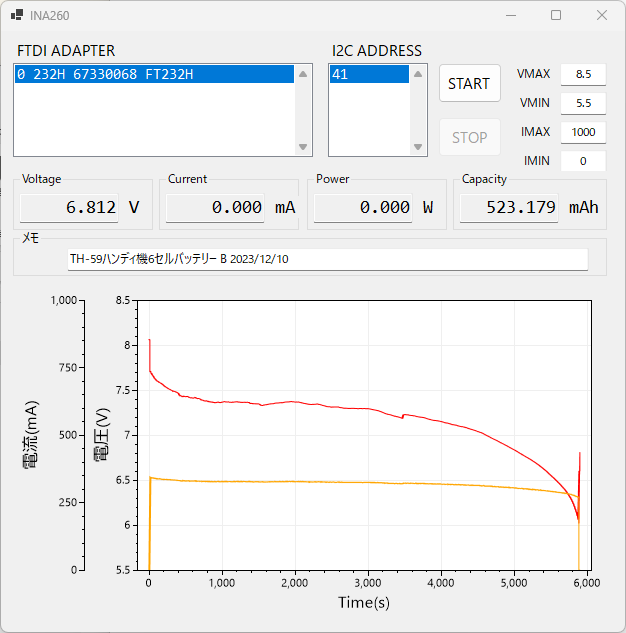 INA260
FTDI ADAPTER
I2C ADDRESS
0 232H 67330068 FT232H
41
START
STOP
VMAX 8.5
VMIN 5.5
IMAX 1000
IMIN 0
Voltage
6.812 V
Current
0.000 mA
Power
0.000 W
Capacity
523.179 mAh
メモ
TH-59ハンディ機6セルバッテリー B 2023/12/10
電流(mA)
1,000
750
500
250
0
電圧(V)
8.5
8
7.5
7
6.5
6
5.5
0 1,000 2,000 3,000 4,000 5,000 6,000
Time(s)